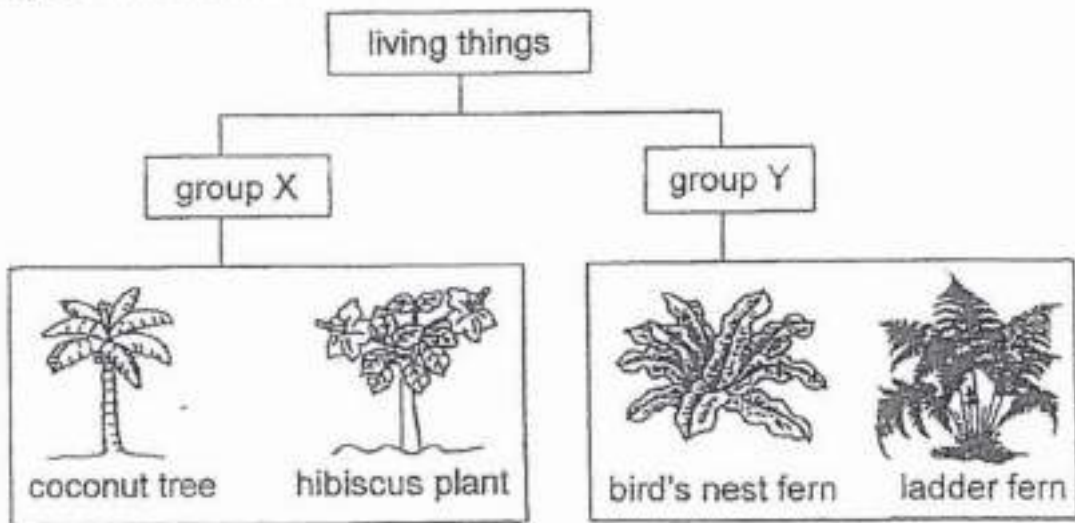 living things
group X
group Y
coconut tree
hibiscus plant
bird's nest fern
ladder fern